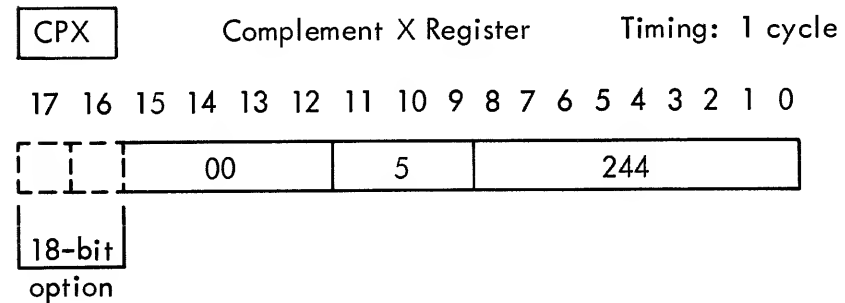 CPX Complement X Register Timing: 1 cycle
17 16 15 14 13 12 11 10 9 8 7 6 5 4 3 2 1 0
00 5 244
18-bit
option